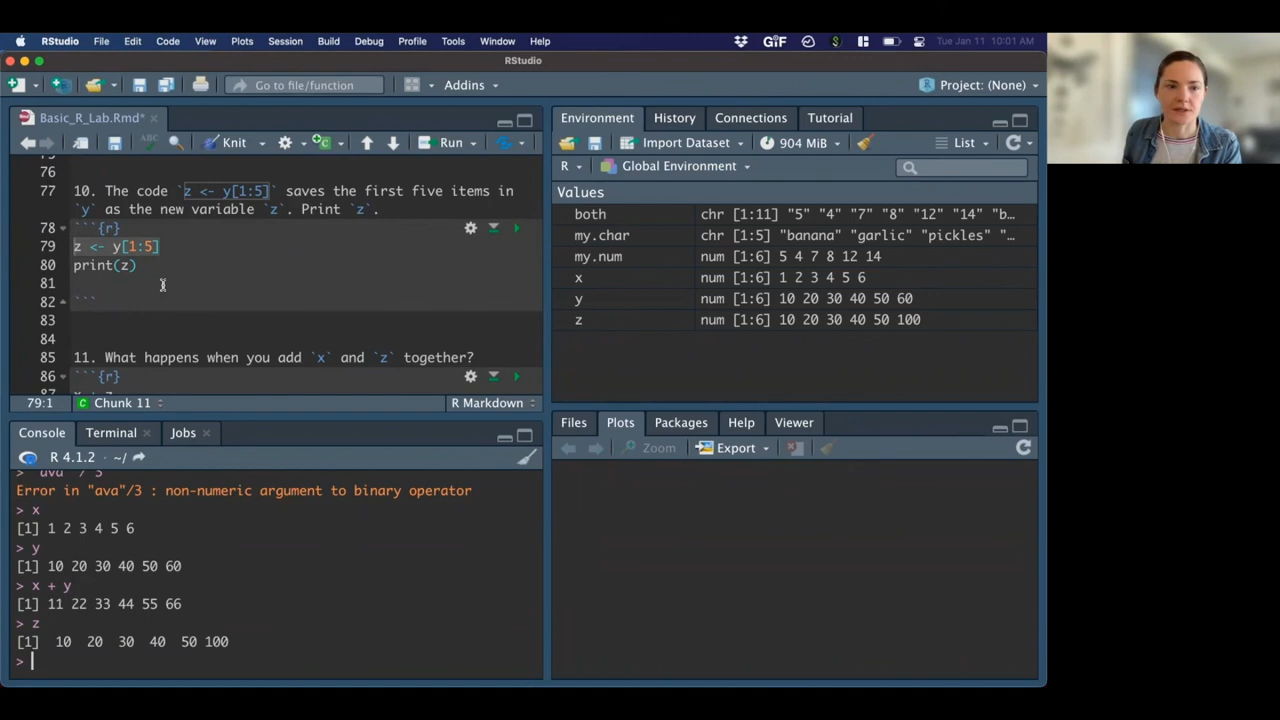 RStudio File Edit Code View Plots Session Build Debug Profile Tools Window Help GiF Tue Jan 11 10:01 AM
RStudio
Go to file/function Addins Project: (None)
Basic_R_Lab.Rmd*
Knit Run
76
77 10. The code `z <- y[1:5]` saves the first five items in
`y` as the new variable `z`. Print `z`.
78 ```{r}
79 z <- y[1:5]
80 print(z)
81
82 ```
83
84
85 11. What happens when you add `x` and `z` together?
86 ```{r}
79:1 Chunk 11 R Markdown
Console Terminal Jobs
R 4.1.2 · ~/
Error in "ava"/3 : non-numeric argument to binary operator
> x
[1] 1 2 3 4 5 6
> y
[1] 10 20 30 40 50 60
> x + y
[1] 11 22 33 44 55 66
> z
[1] 10 20 30 40 50 100
>
Environment History Connections Tutorial
Import Dataset 904 MiB List
R Global Environment
Values
both chr [1:11] "5" "4" "7" "8" "12" "14" "b…
my.char chr [1:5] "banana" "garlic" "pickles" "…
my.num num [1:6] 5 4 7 8 12 14
x num [1:6] 1 2 3 4 5 6
y num [1:6] 10 20 30 40 50 60
z num [1:6] 10 20 30 40 50 100
Files Plots Packages Help Viewer
Zoom Export